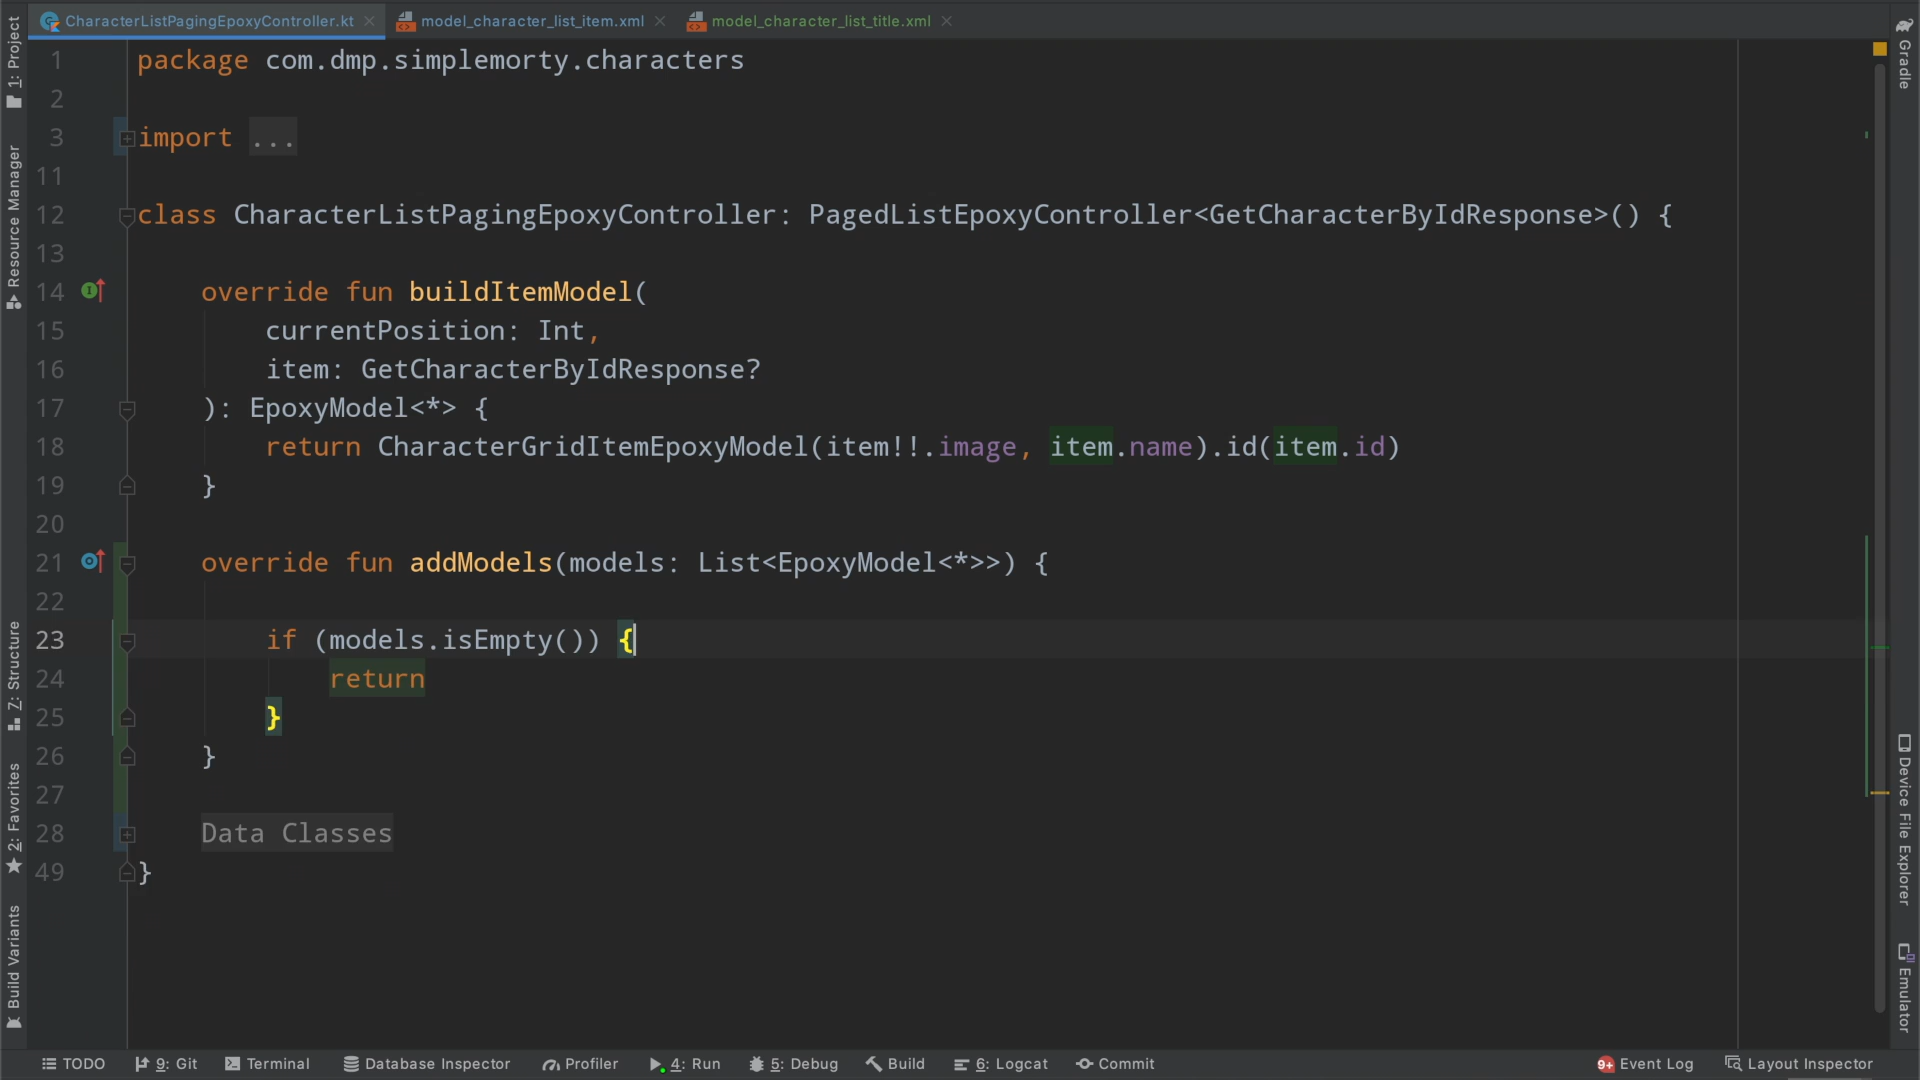 CharacterListPagingEpoxyController.kt
model_character_list_item.xml
model_character_list_title.xml
1: Project
Resource Manager
Z: Structure
2: Favorites
Build Variants
1 package com.dmp.simplemorty.characters
2
3 import ...
11
12 class CharacterListPagingEpoxyController: PagedListEpoxyController<GetCharacterByIdResponse>() {
13
14 override fun buildItemModel(
15 currentPosition: Int,
16 item: GetCharacterByIdResponse?
17 ): EpoxyModel<*> {
18 return CharacterGridItemEpoxyModel(item!!.image, item.name).id(item.id)
19 }
20
21 override fun addModels(models: List<EpoxyModel<*>>) {
22
23 if (models.isEmpty()) {
24 return
25 }
26 }
27
28 Data Classes
49 }
Gradle
Device File Explorer
Emulator
TODO
9: Git
Terminal
Database Inspector
Profiler
4: Run
5: Debug
Build
6: Logcat
Commit
9+ Event Log
Layout Inspector